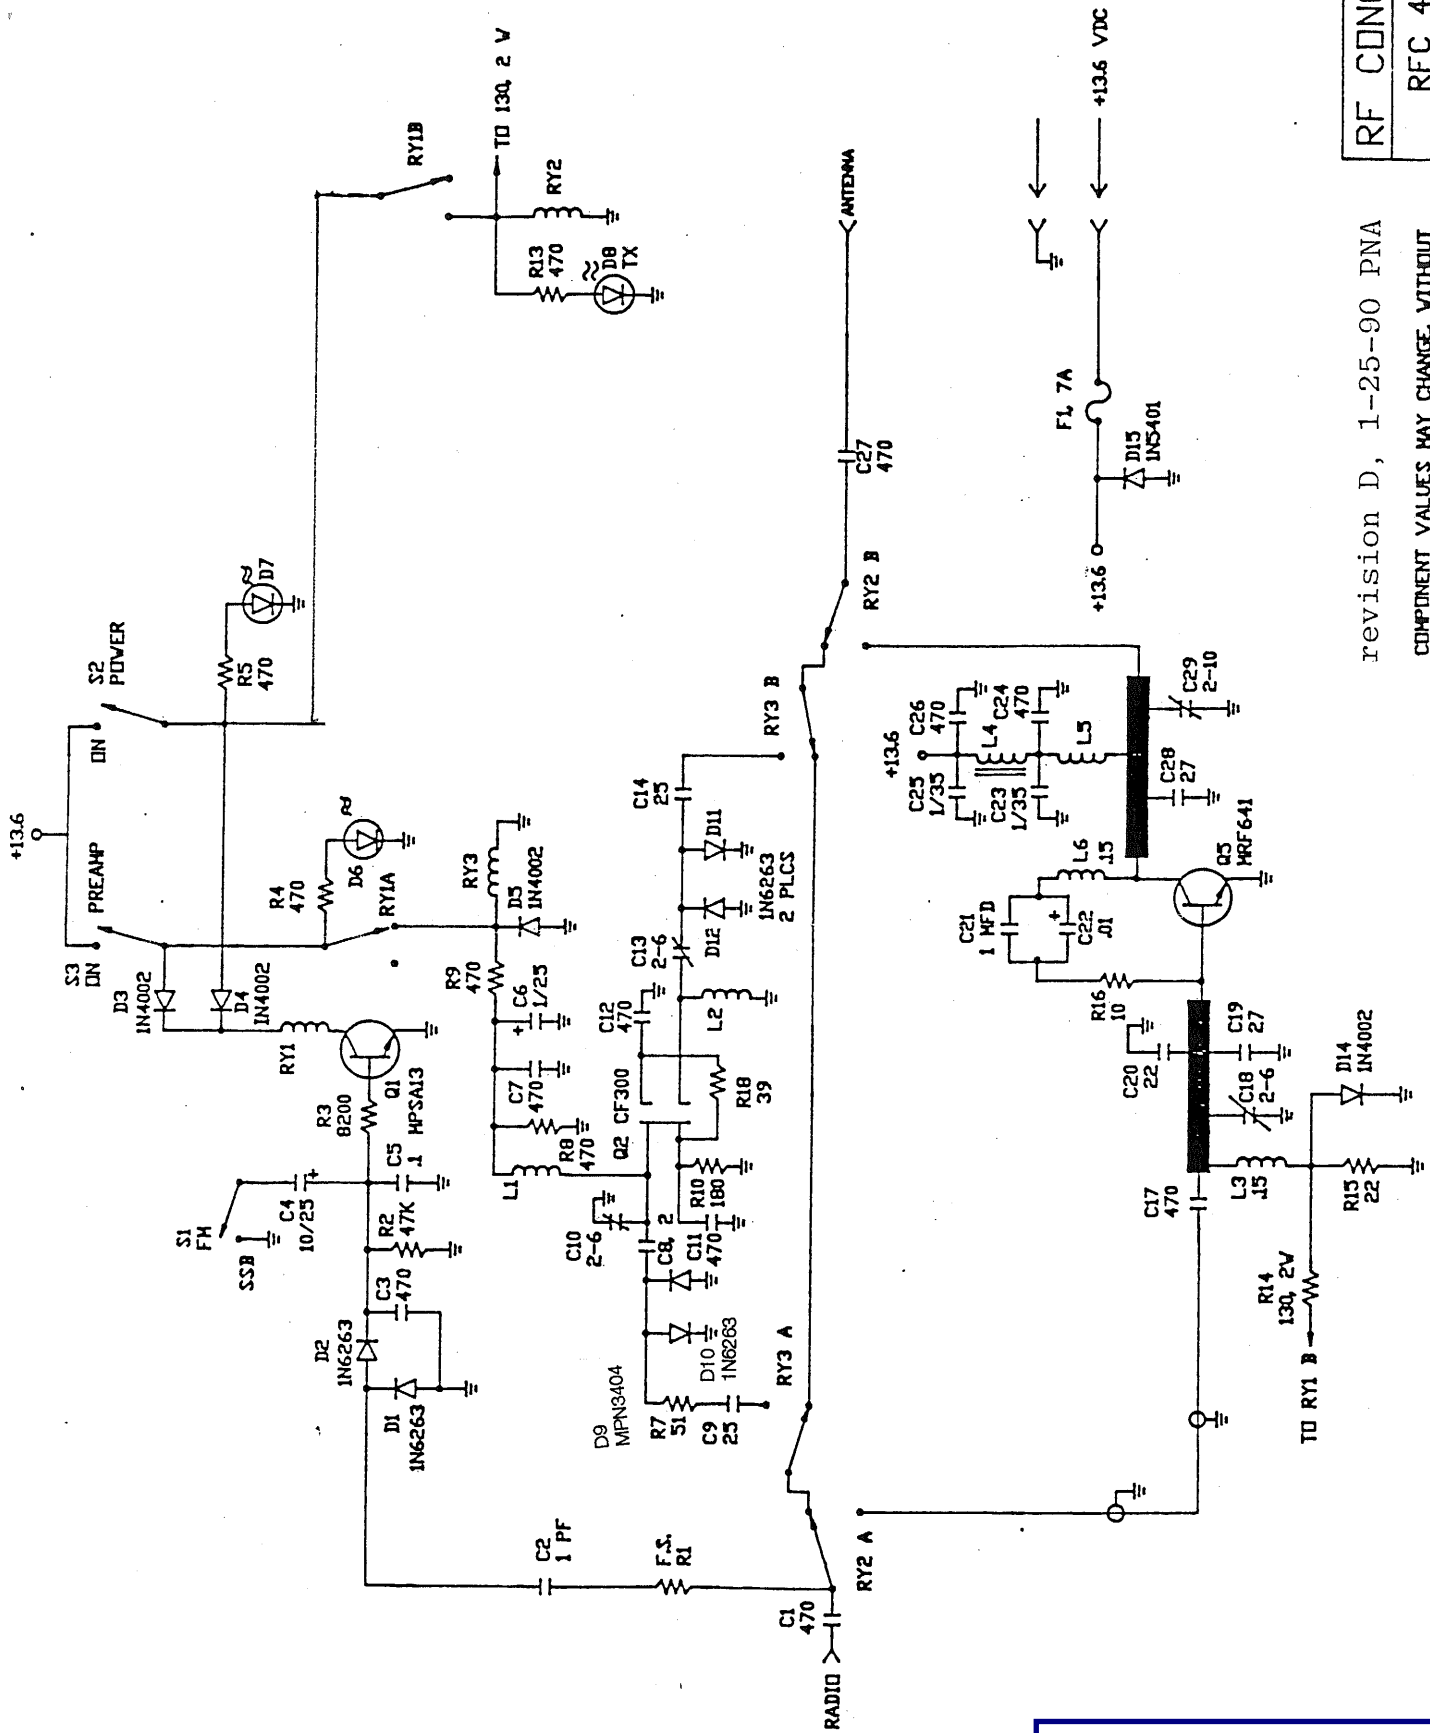 +13.6
S3
ON
PREAMP
ON
S2
POWER
D3
1N4002
D4
1N4002
R4
470
D6
RY1A
R5
470
D7
RY1B
TO 130, 2 W
RY2
R13
470
D8
TX
RY1
R3
8200
Q1
MPSA13
S1
FM
SSB
C4
10/25
+
C5
.1
R2
47K
C3
470
D2
1N6263
D1
1N6263
R9
470
RY3
D5
1N4002
+
C6
1/25
C7
470
R8
470
L1
C10
2-6
Q2 CF300
C12
470
C13
2-6
L2
R18
39
D12
D11
1N6263
2 PLCS
C14
25
C8, 2
C11
470
R10
180
D9
MPN3404
D10
1N6263
R7
51
C9
25
C2
1 PF
F.S.
R1
RADIO
C1
470
RY2 A
RY3 A
RY3 B
RY2 B
C27
470
ANTENNA
+13.6
C26
470
C25
1/35
L4
C24
470
C23
1/35
L5
C29
2-10
C28
27
L6
.15
Q5
MRF641
C21
1 MFD
+
C22
.01
R16
10
C20
22
C19
27
C18
2-6
C17
470
L3
.15
D14
1N4002
R15
22
R14
130, 2W
TO RY1 B
F1, 7A
D15
1N5401
+13.6
+13.6 VDC
revision D, 1-25-90 PNA
COMPONENT VALUES MAY CHANGE WITHOUT
RF CONC
RFC 4